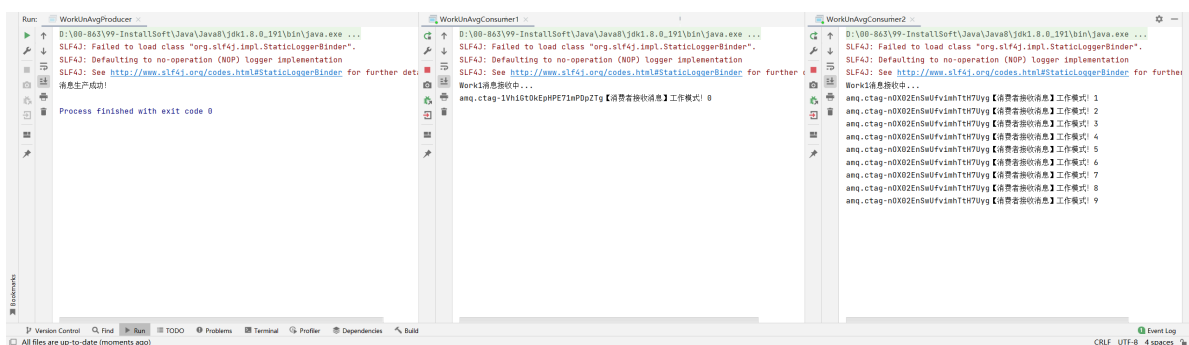 Run: WorkUnAvgProducer ×
D:\00-863\99-InstallSoft\Java\Java8\jdk1.8.0_191\bin\java.exe ...
SLF4J: Failed to load class "org.slf4j.impl.StaticLoggerBinder".
SLF4J: Defaulting to no-operation (NOP) logger implementation
SLF4J: See http://www.slf4j.org/codes.html#StaticLoggerBinder for further deta
消息生产成功!
Process finished with exit code 0
WorkUnAvgConsumer1 ×
D:\00-863\99-InstallSoft\Java\Java8\jdk1.8.0_191\bin\java.exe ...
SLF4J: Failed to load class "org.slf4j.impl.StaticLoggerBinder".
SLF4J: Defaulting to no-operation (NOP) logger implementation
SLF4J: See http://www.slf4j.org/codes.html#StaticLoggerBinder for further
Work1消息接收中...
amq.ctag-1VhiGtOkEpHPE71mPDpZTg【消费者接收消息】工作模式! 0
WorkUnAvgConsumer2 ×
D:\00-863\99-InstallSoft\Java\Java8\jdk1.8.0_191\bin\java.exe ...
SLF4J: Failed to load class "org.slf4j.impl.StaticLoggerBinder".
SLF4J: Defaulting to no-operation (NOP) logger implementation
SLF4J: See http://www.slf4j.org/codes.html#StaticLoggerBinder for further
Work1消息接收中...
amq.ctag-nOX02EnSwUfvimhTtH7Uyg【消费者接收消息】工作模式! 1
amq.ctag-nOX02EnSwUfvimhTtH7Uyg【消费者接收消息】工作模式! 2
amq.ctag-nOX02EnSwUfvimhTtH7Uyg【消费者接收消息】工作模式! 3
amq.ctag-nOX02EnSwUfvimhTtH7Uyg【消费者接收消息】工作模式! 4
amq.ctag-nOX02EnSwUfvimhTtH7Uyg【消费者接收消息】工作模式! 5
amq.ctag-nOX02EnSwUfvimhTtH7Uyg【消费者接收消息】工作模式! 6
amq.ctag-nOX02EnSwUfvimhTtH7Uyg【消费者接收消息】工作模式! 7
amq.ctag-nOX02EnSwUfvimhTtH7Uyg【消费者接收消息】工作模式! 8
amq.ctag-nOX02EnSwUfvimhTtH7Uyg【消费者接收消息】工作模式! 9
Bookmarks
Version Control Find Run TODO Problems Terminal Profiler Dependencies Build Event Log
All files are up-to-date (moments ago) CRLF UTF-8 4 spaces